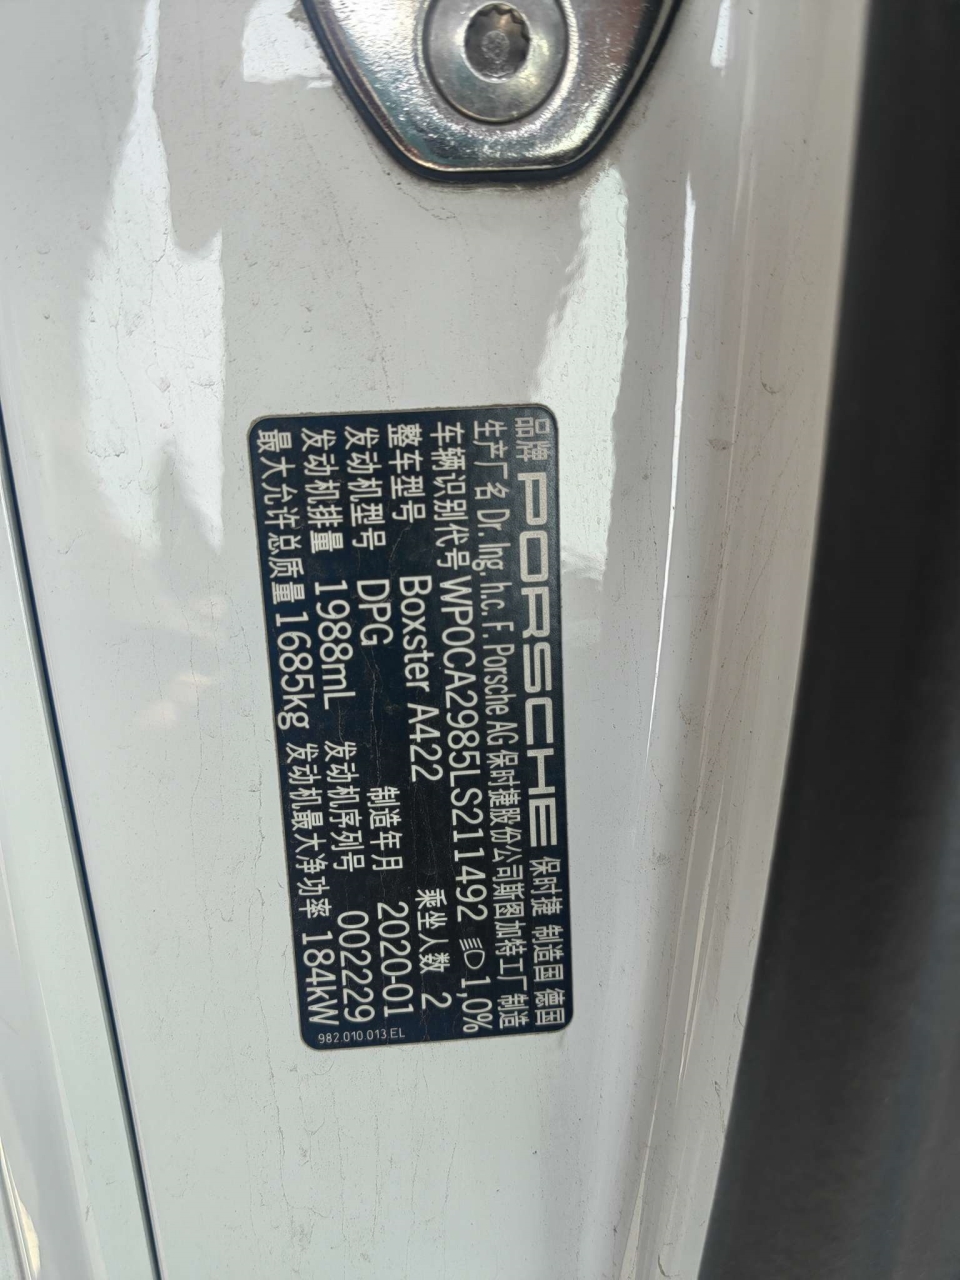 品牌 PORSCHE 保时捷 制造国 德国
生产厂名 Dr. Ing. h.c. F. Porsche AG 保时捷股份公司斯图加特工厂 制造
车辆识别代号 WP0CA2985LS211492 1,0%
整车型号 Boxster A422 乘坐人数 2
发动机型号 DPG 制造年月 2020-01
发动机排量 1988mL 发动机序列号 002229
最大允许总质量 1685kg 发动机最大净功率 184kW
982.010.013.EL